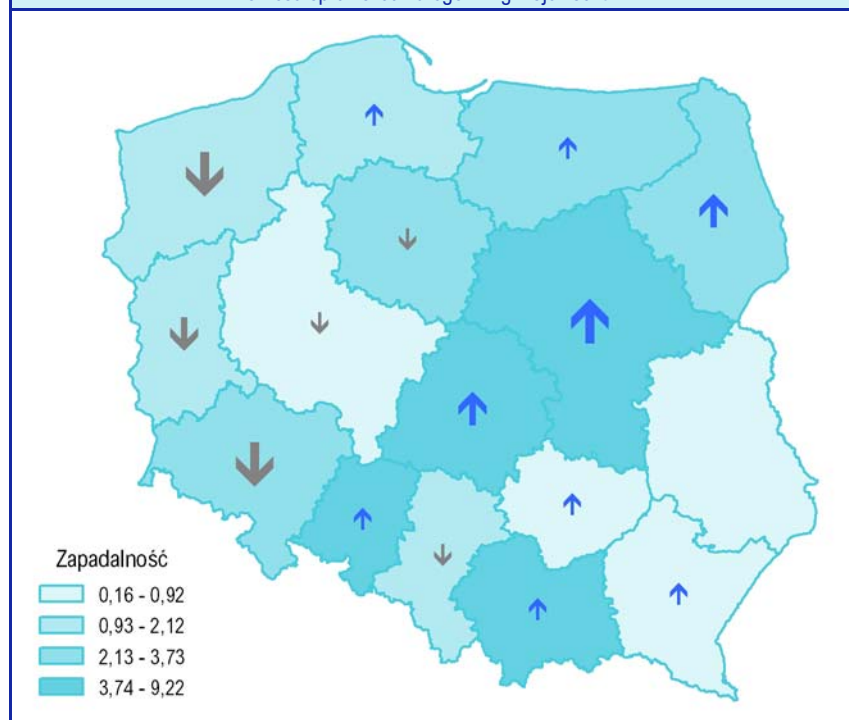 Zapadalność
0,16 - 0,92
0,93 - 2,12
2,13 - 3,73
3,74 - 9,22